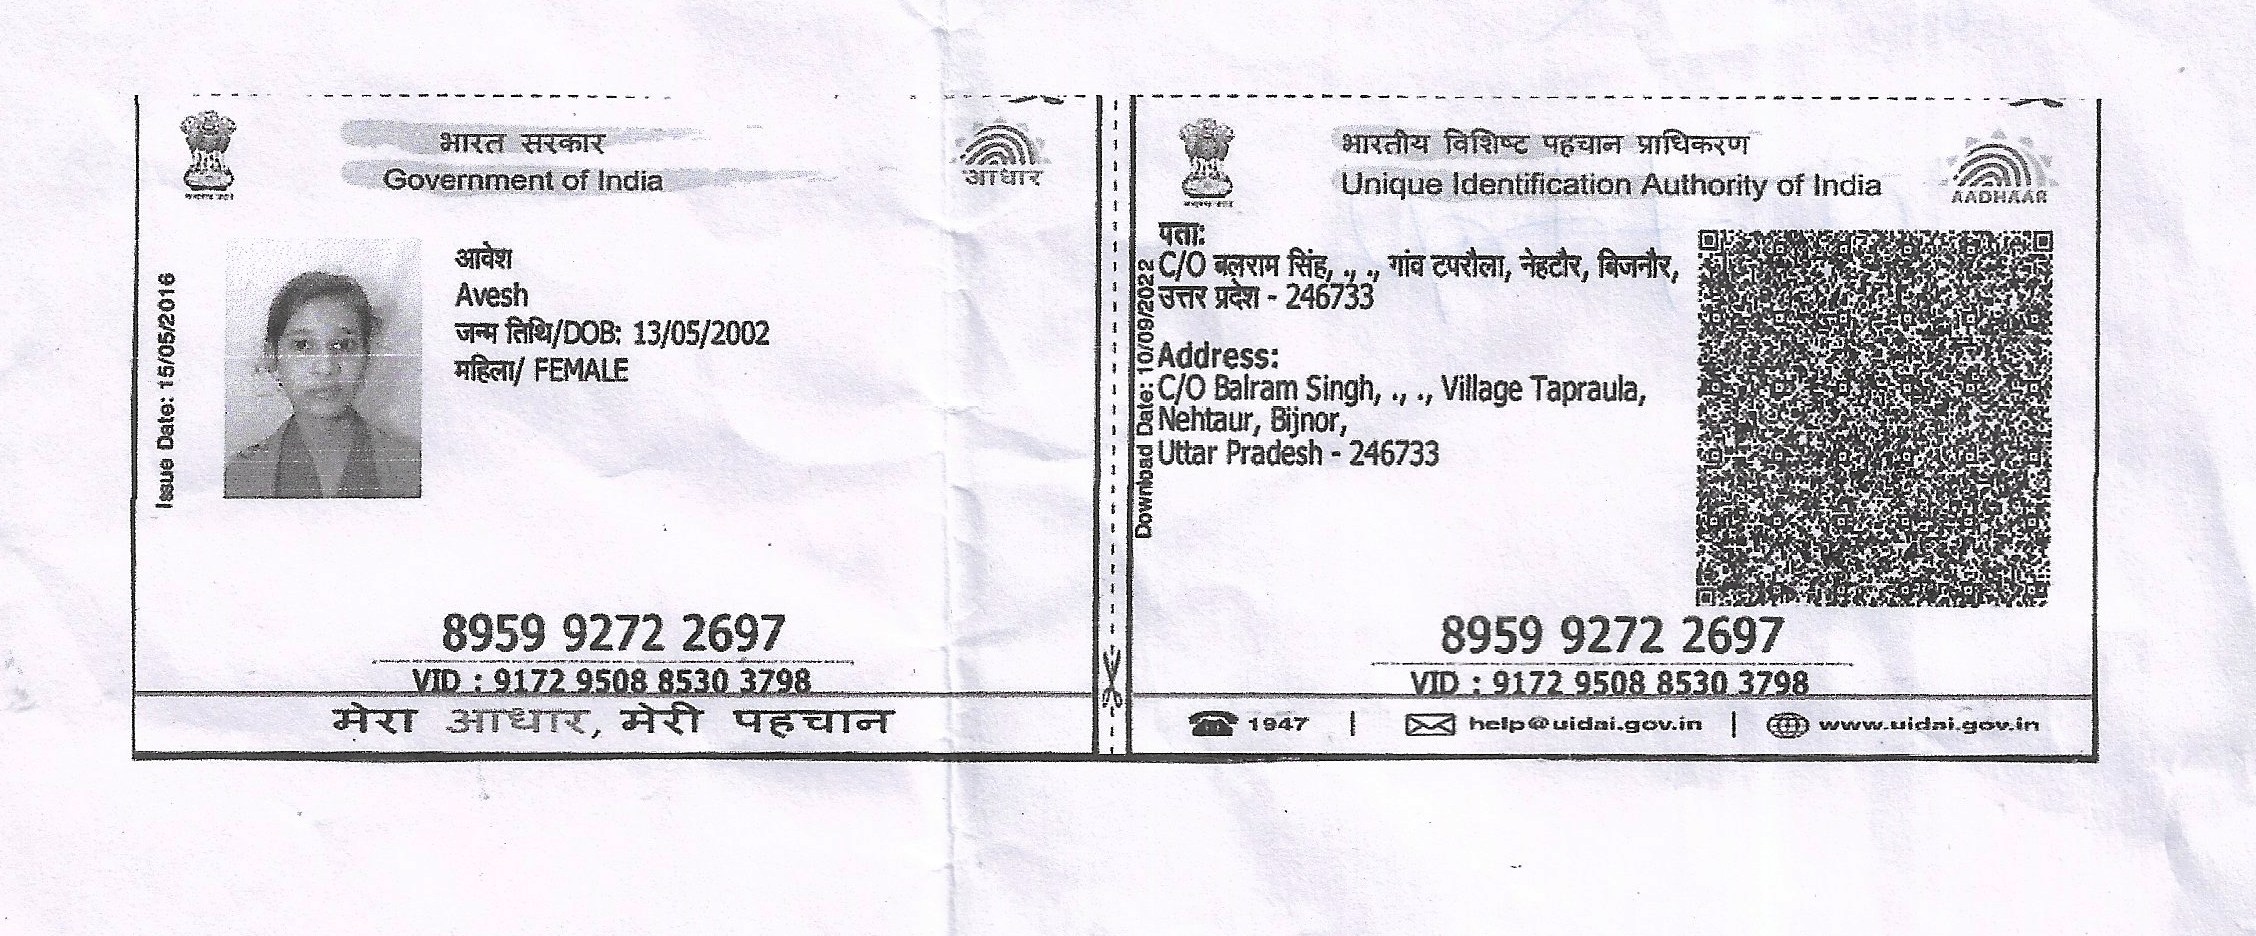 भारत सरकार
Government of India
आधार
Issue Date: 15/05/2016
आवेश
Avesh
जन्म तिथि/DOB: 13/05/2002
महिला/ FEMALE
8959 9272 2697
VID : 9172 9508 8530 3798
मेरा आधार, मेरी पहचान
भारतीय विशिष्ट पहचान प्राधिकरण
Unique Identification Authority of India
AADHAAR
Download Date: 10/09/2022
पता:
C/O बलराम सिंह, ., ., गांव टपरौला, नेहटौर, बिजनौर,
उत्तर प्रदेश - 246733
Address:
C/O Balram Singh, ., ., Village Tapraula,
Nehtaur, Bijnor,
Uttar Pradesh - 246733
8959 9272 2697
VID : 9172 9508 8530 3798
1947 | help@uidai.gov.in | www.uidai.gov.in